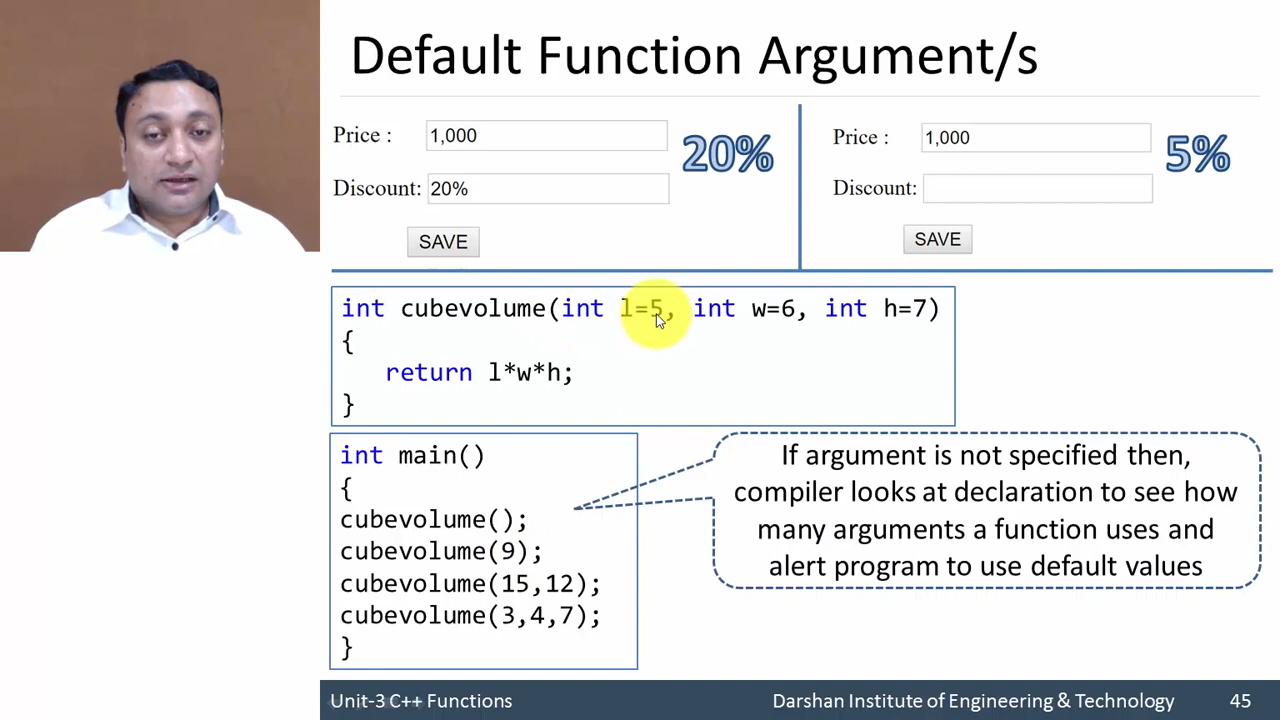 Default Function Argument/s
Price : 1,000
20%
Discount: 20%
SAVE
Price : 1,000
5%
Discount:
SAVE
int cubevolume(int l=5, int w=6, int h=7)
{
return l*w*h;
}
int main()
{
cubevolume();
cubevolume(9);
cubevolume(15,12);
cubevolume(3,4,7);
}
If argument is not specified then,
compiler looks at declaration to see how
many arguments a function uses and
alert program to use default values
Unit-3 C++ Functions
Darshan Institute of Engineering & Technology
45